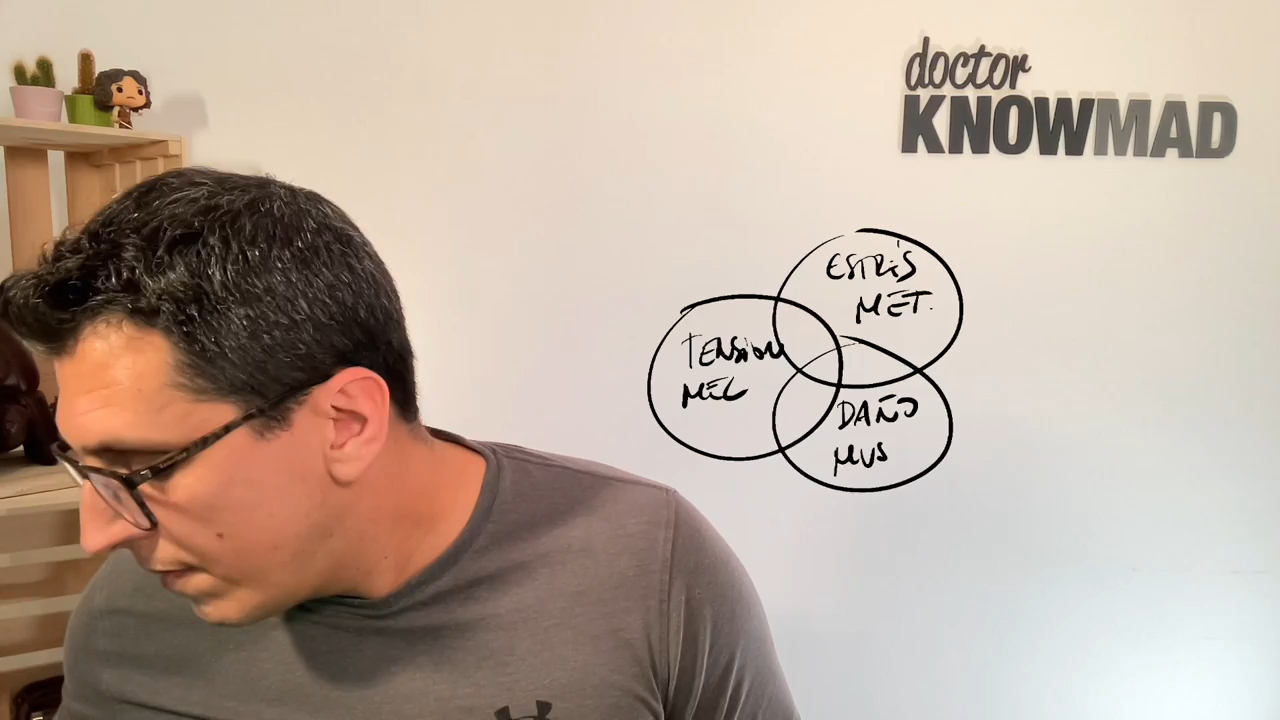 doctor
KNOWMAD
ESTRÉS
MET.
TENSION
MEC
DAÑO
MUS